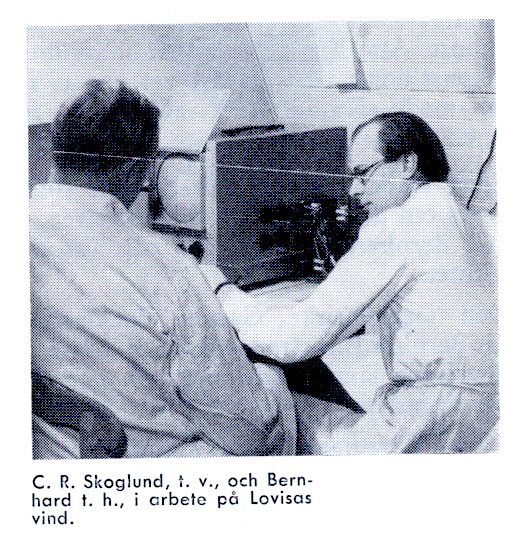 C. R. Skoglund, t. v., och Bern-
hard t. h., i arbete på Lovisas
vind.